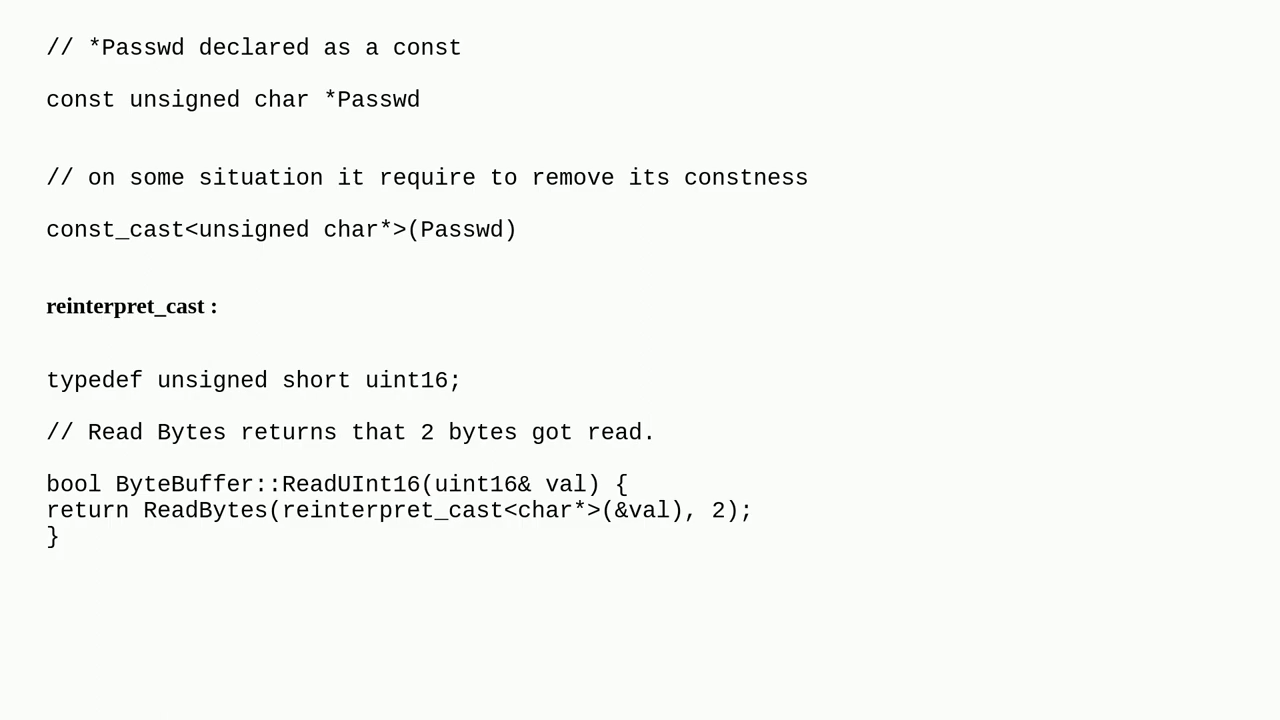 // *Passwd declared as a const
const unsigned char *Passwd
// on some situation it require to remove its constness
const_cast<unsigned char*>(Passwd)
reinterpret_cast :
typedef unsigned short uint16;
// Read Bytes returns that 2 bytes got read.
bool ByteBuffer::ReadUInt16(uint16& val) {
return ReadBytes(reinterpret_cast<char*>(&val), 2);
}